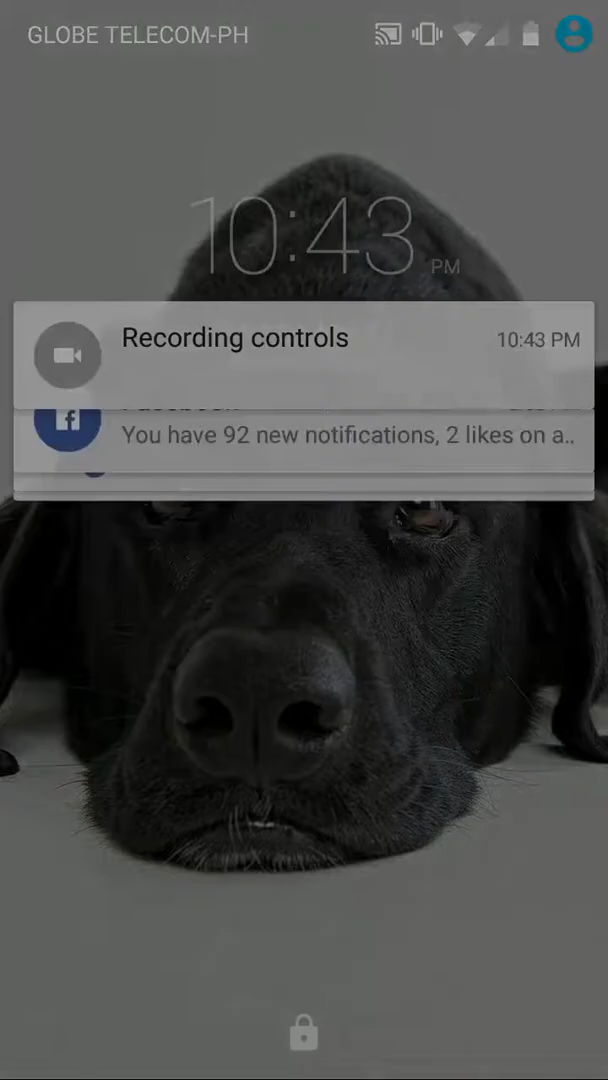 GLOBE TELECOM-PH
10:43 PM
Recording controls 10:43 PM
You have 92 new notifications, 2 likes on a..